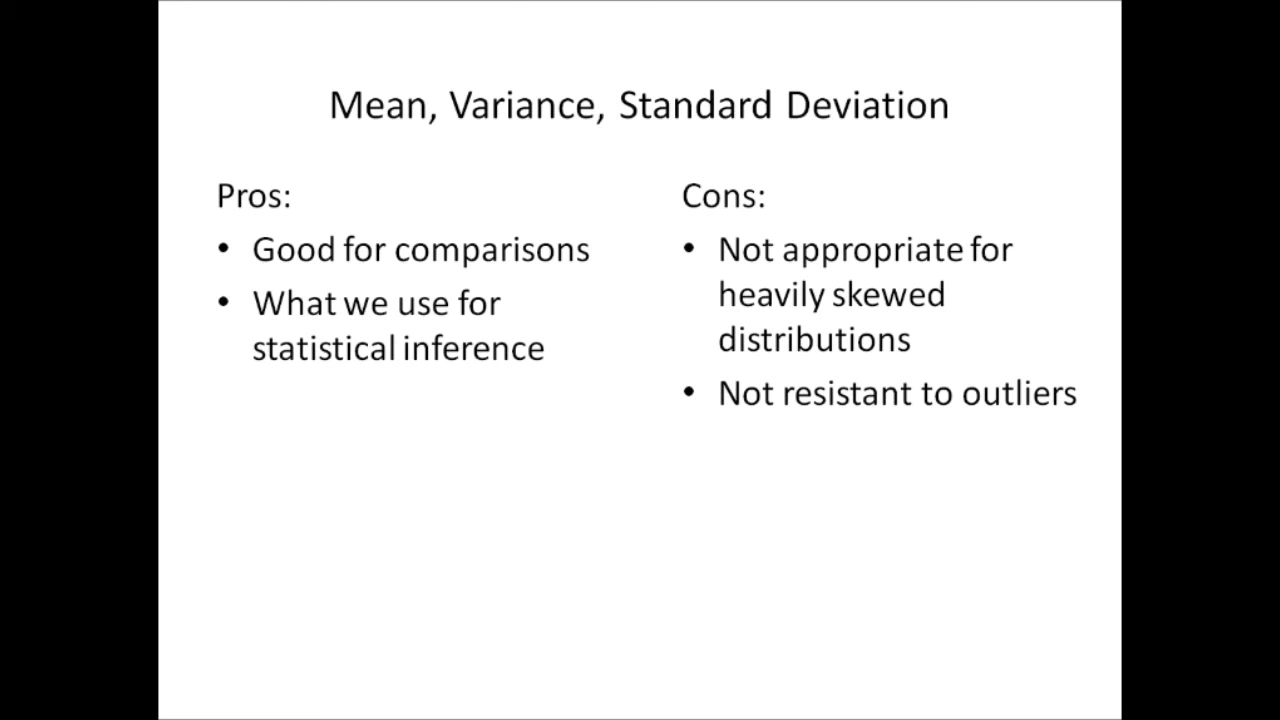 Mean, Variance, Standard Deviation
Pros:
• Good for comparisons
• What we use for
statistical inference
Cons:
• Not appropriate for
heavily skewed
distributions
• Not resistant to outliers